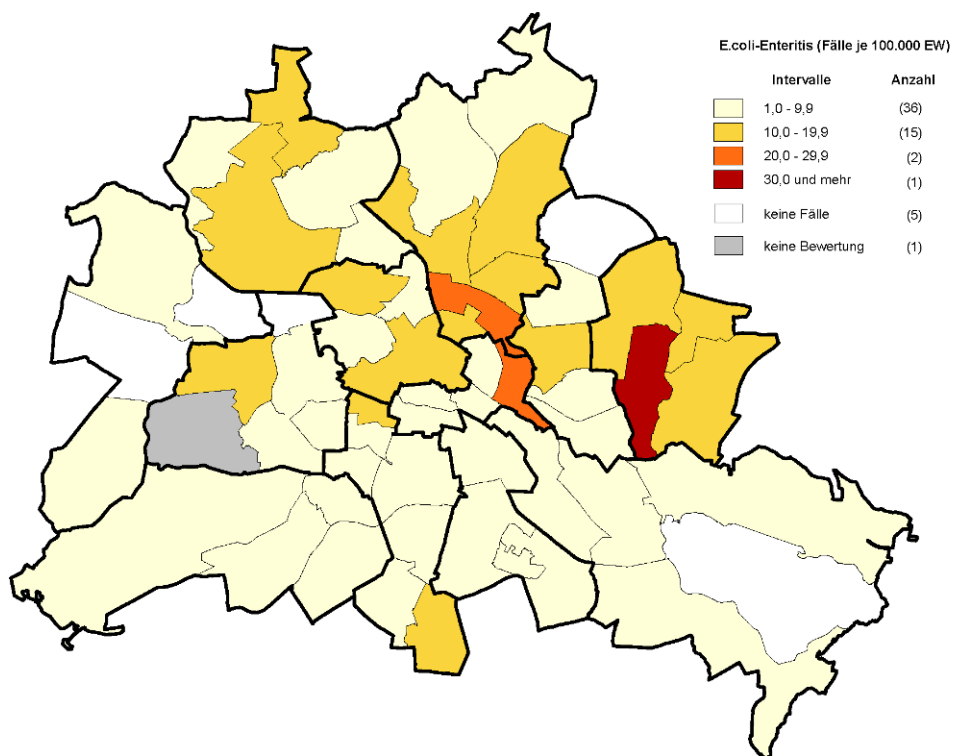 E.coli-Enteritis (Fälle je 100.000 EW)
Intervalle Anzahl
1,0 - 9,9 (36)
10,0 - 19,9 (15)
20,0 - 29,9 (2)
30,0 und mehr (1)
keine Fälle (5)
keine Bewertung (1)